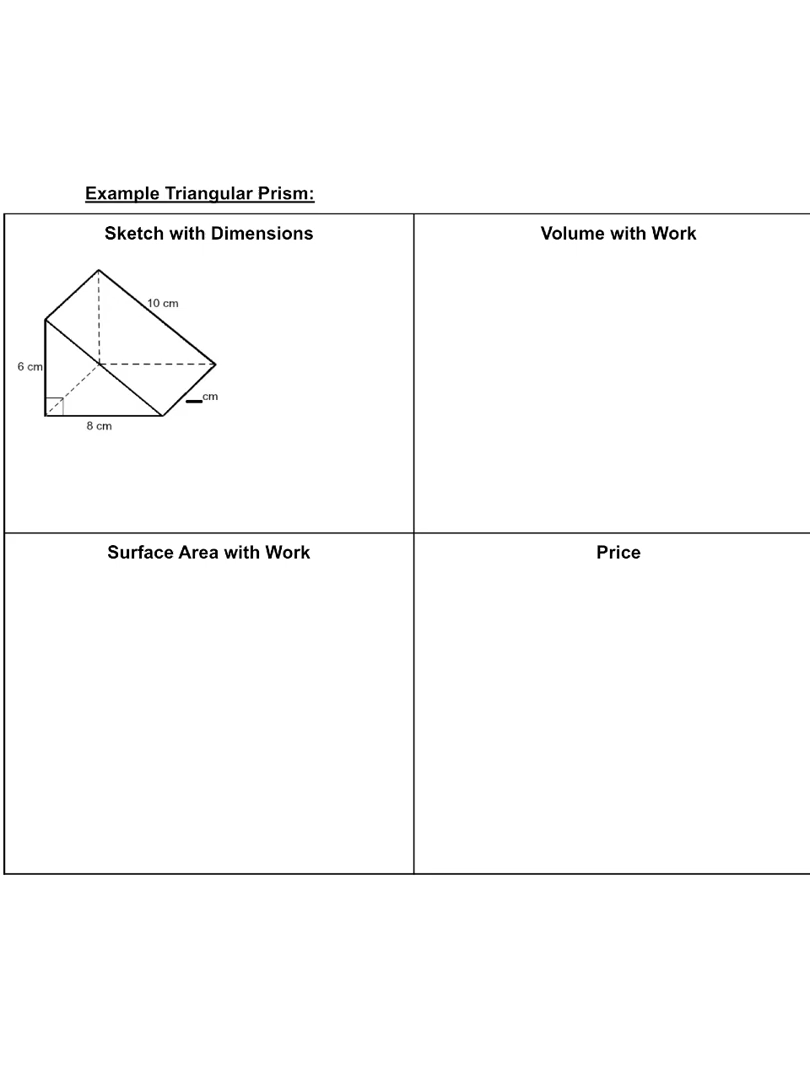 Example Triangular Prism:
Sketch with Dimensions
Volume with Work
10 cm
6 cm
__cm
8 cm
Surface Area with Work
Price